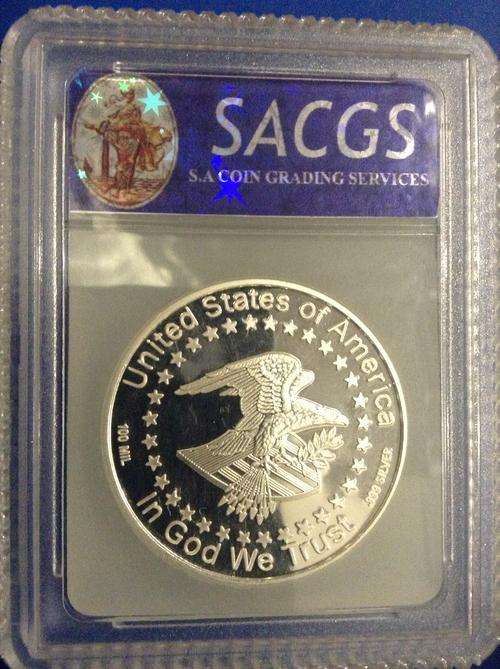 SACGS
S.A COIN GRADING SERVICES
United States of America
100 MIL.
.999 SILVER
In God We Trust